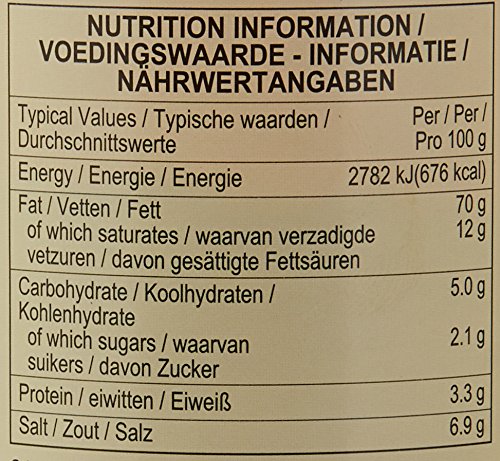 NUTRITION INFORMATION /
VOEDINGSWAARDE - INFORMATIE /
NÄHRWERTANGABEN
Typical Values / Typische waarden / Per / Per /
Durchschnittswerte Pro 100 g
Energy / Energie / Energie 2782 kJ(676 kcal)
Fat / Vetten / Fett 70 g
of which saturates / waarvan verzadigde 12 g
vetzuren / davon gesättigte Fettsäuren
Carbohydrate / Koolhydraten / 5.0 g
Kohlenhydrate
of which sugars / waarvan 2.1 g
suikers / davon Zucker
Protein / eiwitten / Eiweiß 3.3 g
Salt / Zout / Salz 6.9 g